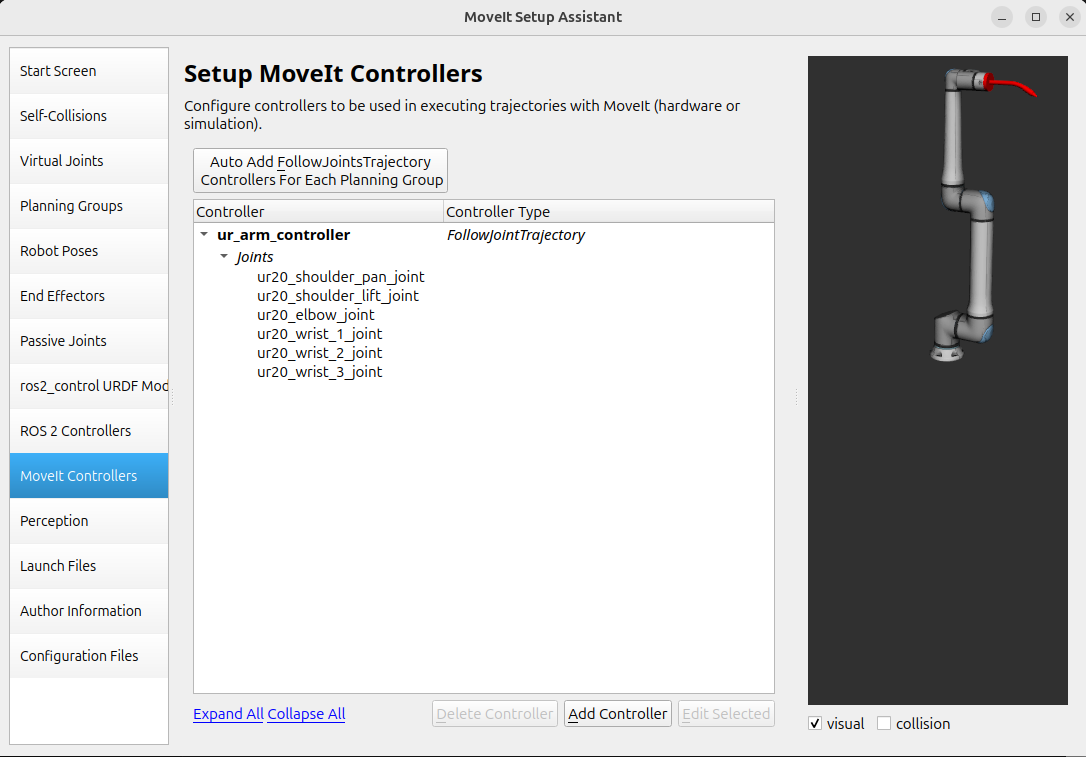 MoveIt Setup Assistant
Start Screen
Self-Collisions
Virtual Joints
Planning Groups
Robot Poses
End Effectors
Passive Joints
ros2_control URDF Mod
ROS 2 Controllers
MoveIt Controllers
Perception
Launch Files
Author Information
Configuration Files
Setup MoveIt Controllers
Configure controllers to be used in executing trajectories with MoveIt (hardware or
simulation).
Auto Add FollowJointsTrajectory
Controllers For Each Planning Group
Controller Controller Type
ur_arm_controller FollowJointTrajectory
Joints
ur20_shoulder_pan_joint
ur20_shoulder_lift_joint
ur20_elbow_joint
ur20_wrist_1_joint
ur20_wrist_2_joint
ur20_wrist_3_joint
Expand All Collapse All Delete Controller Add Controller Edit Selected
visual collision